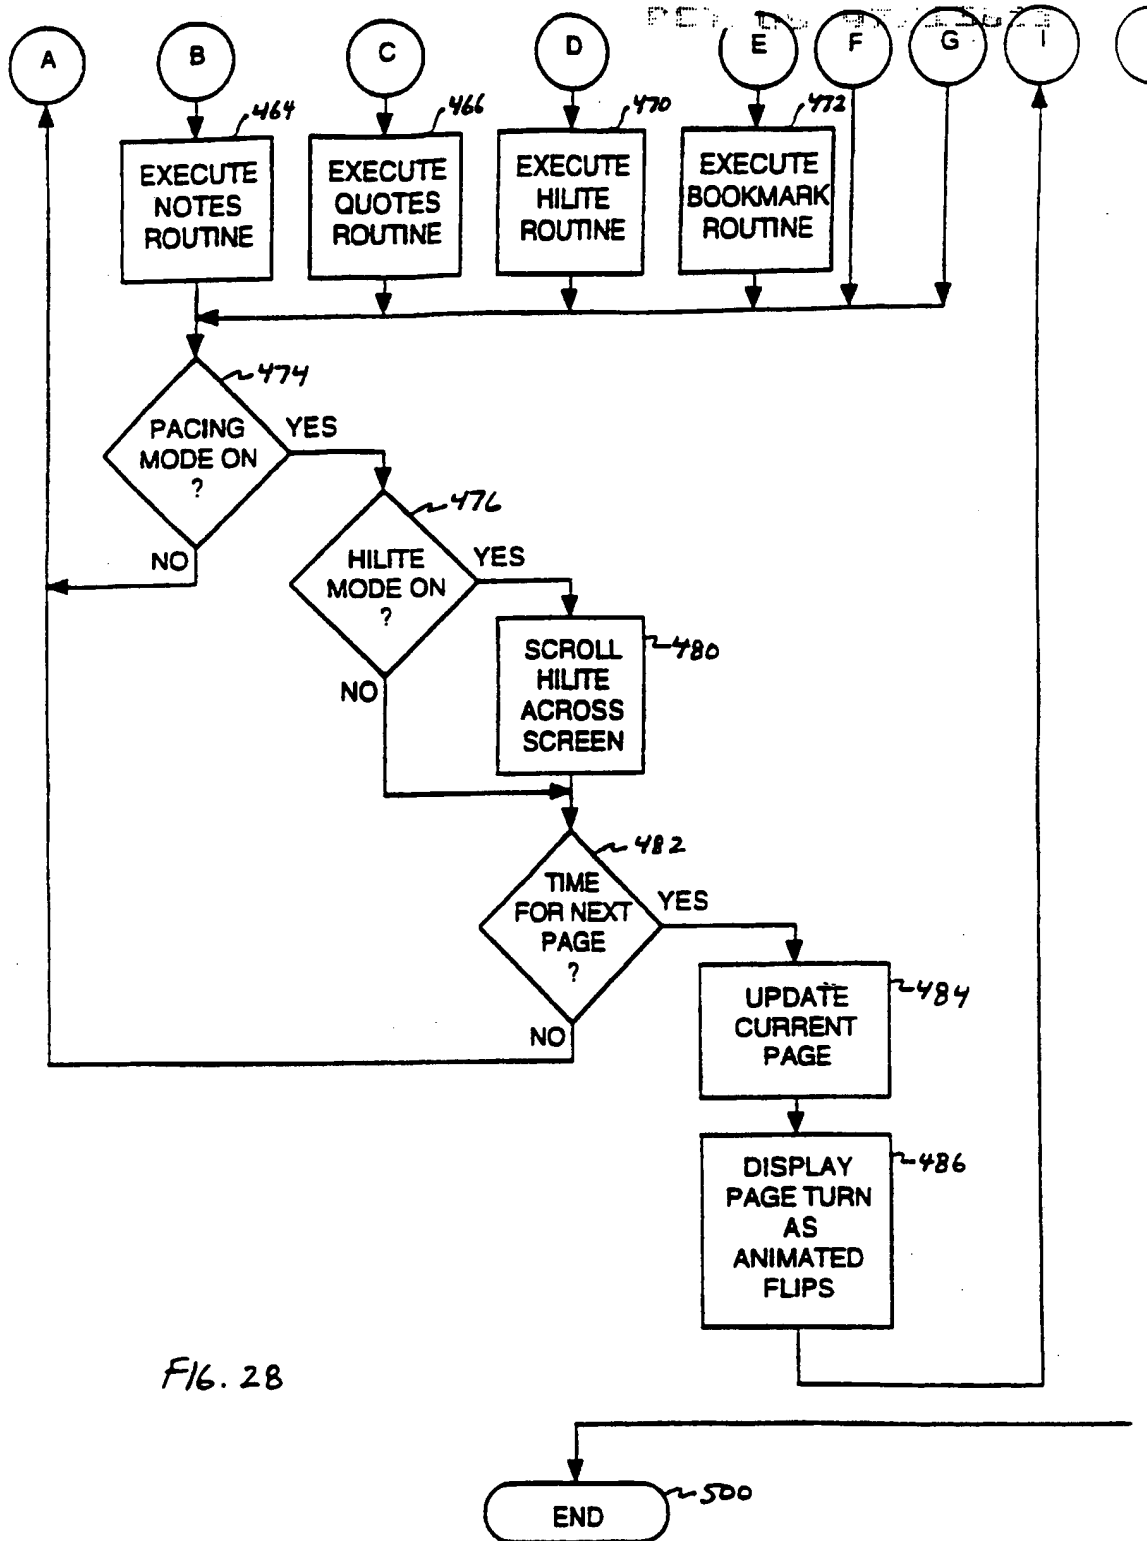 A
B
C
D
E
F
G
I
464
466
470
472
EXECUTE
NOTES
ROUTINE
EXECUTE
QUOTES
ROUTINE
EXECUTE
HILITE
ROUTINE
EXECUTE
BOOKMARK
ROUTINE
474
PACING
MODE ON
?
YES
NO
476
HILITE
MODE ON
?
YES
NO
480
SCROLL
HILITE
ACROSS
SCREEN
482
TIME
FOR NEXT
PAGE
?
YES
NO
484
UPDATE
CURRENT
PAGE
486
DISPLAY
PAGE TURN
AS
ANIMATED
FLIPS
FIG. 28
500
END